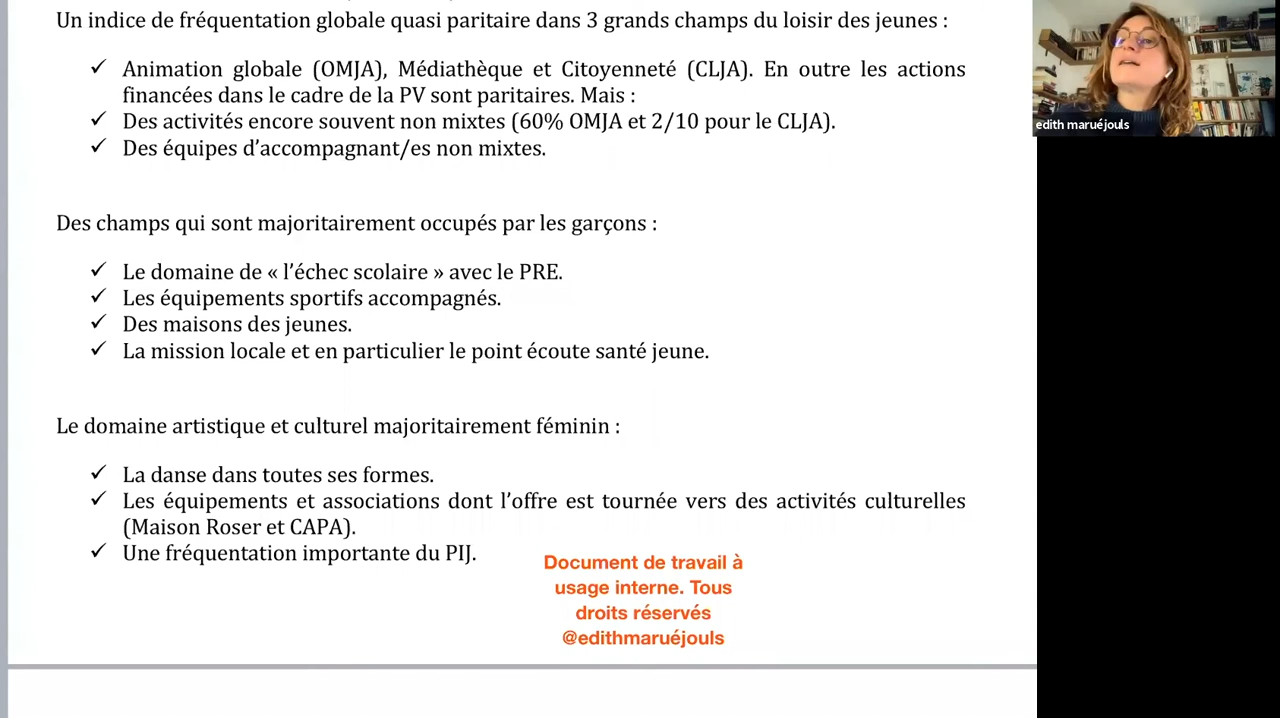 Un indice de fréquentation globale quasi paritaire dans 3 grands champs du loisir des jeunes :
✓ Animation globale (OMJA), Médiathèque et Citoyenneté (CLJA). En outre les actions
financées dans le cadre de la PV sont paritaires. Mais :
✓ Des activités encore souvent non mixtes (60% OMJA et 2/10 pour le CLJA).
✓ Des équipes d’accompagnant/es non mixtes.
Des champs qui sont majoritairement occupés par les garçons :
✓ Le domaine de « l’échec scolaire » avec le PRE.
✓ Les équipements sportifs accompagnés.
✓ Des maisons des jeunes.
✓ La mission locale et en particulier le point écoute santé jeune.
Le domaine artistique et culturel majoritairement féminin :
✓ La danse dans toutes ses formes.
✓ Les équipements et associations dont l’offre est tournée vers des activités culturelles
(Maison Roser et CAPA).
✓ Une fréquentation importante du PIJ.
Document de travail à
usage interne. Tous
droits réservés
@edithmaruéjouls
edith maruéjouls